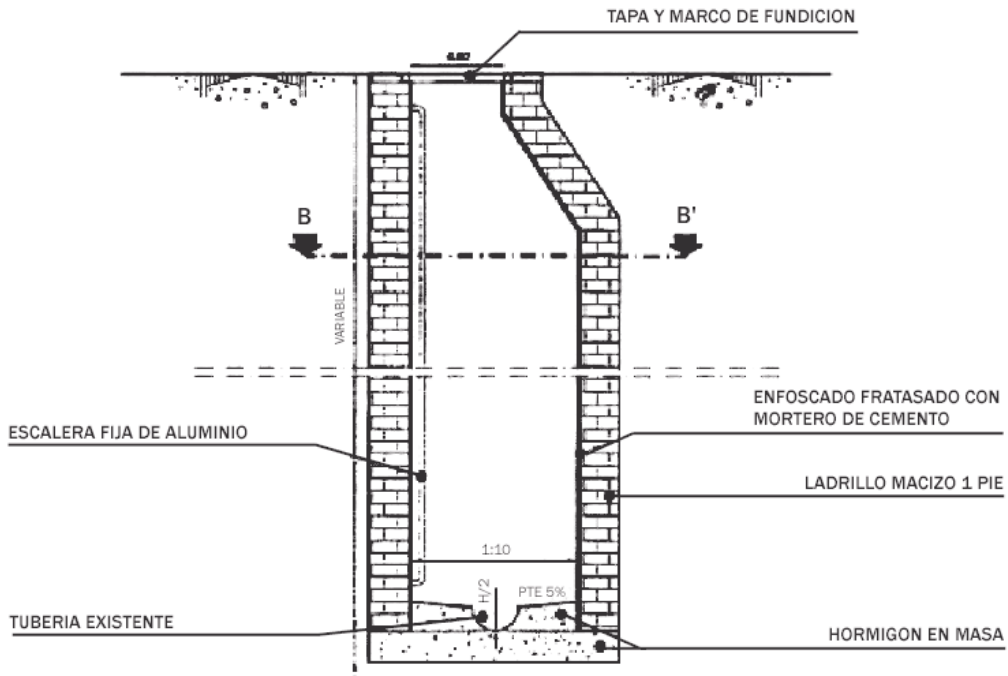 TAPA Y MARCO DE FUNDICION
B
B'
VARIABLE
ENFOSCADO FRATASADO CON
MORTERO DE CEMENTO
ESCALERA FIJA DE ALUMINIO
LADRILLO MACIZO 1 PIE
1:10
H/2
PTE 5%
TUBERIA EXISTENTE
HORMIGON EN MASA